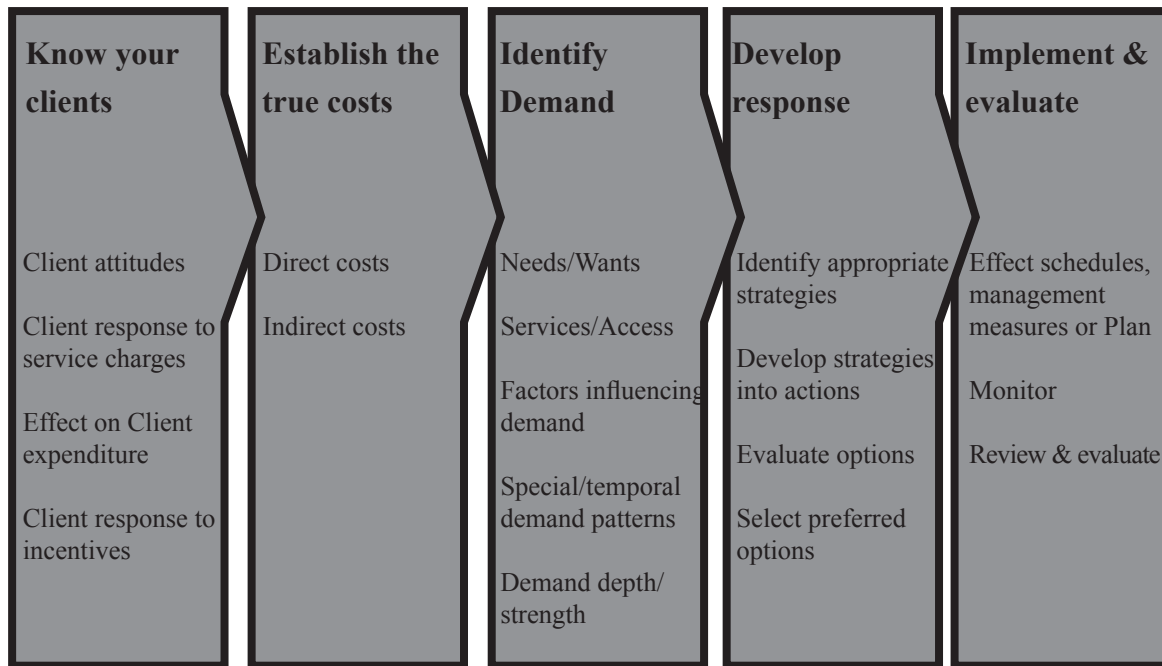 Know your
clients
Client attitudes
Client response to
service charges
Effect on Client
expenditure
Client response to
incentives
Establish the
true costs
Direct costs
Indirect costs
Identify
Demand
Needs/Wants
Services/Access
Factors influencing
demand
Special/temporal
demand patterns
Demand depth/
strength
Develop
response
Identify appropriate
strategies
Develop strategies
into actions
Evaluate options
Select preferred
options
Implement &
evaluate
Effect schedules,
management
measures or Plan
Monitor
Review & evaluate